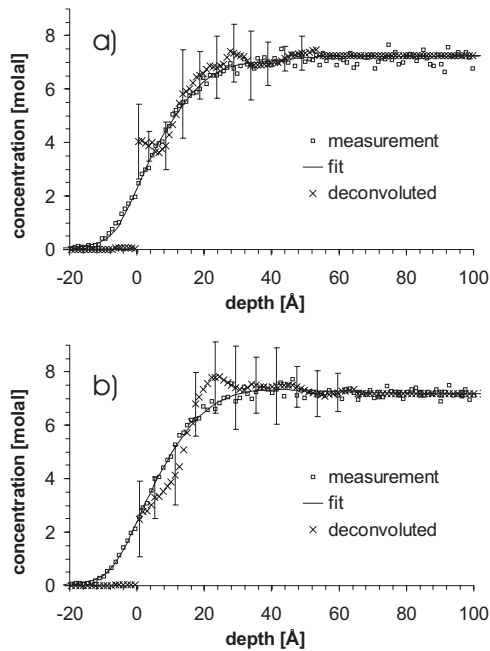 a)
concentration [molal]
8
6
4
2
0
measurement
fit
deconvoluted
-20 0 20 40 60 80 100
depth [Å]
b)
concentration [molal]
8
6
4
2
0
measurement
fit
deconvoluted
-20 0 20 40 60 80 100
depth [Å]